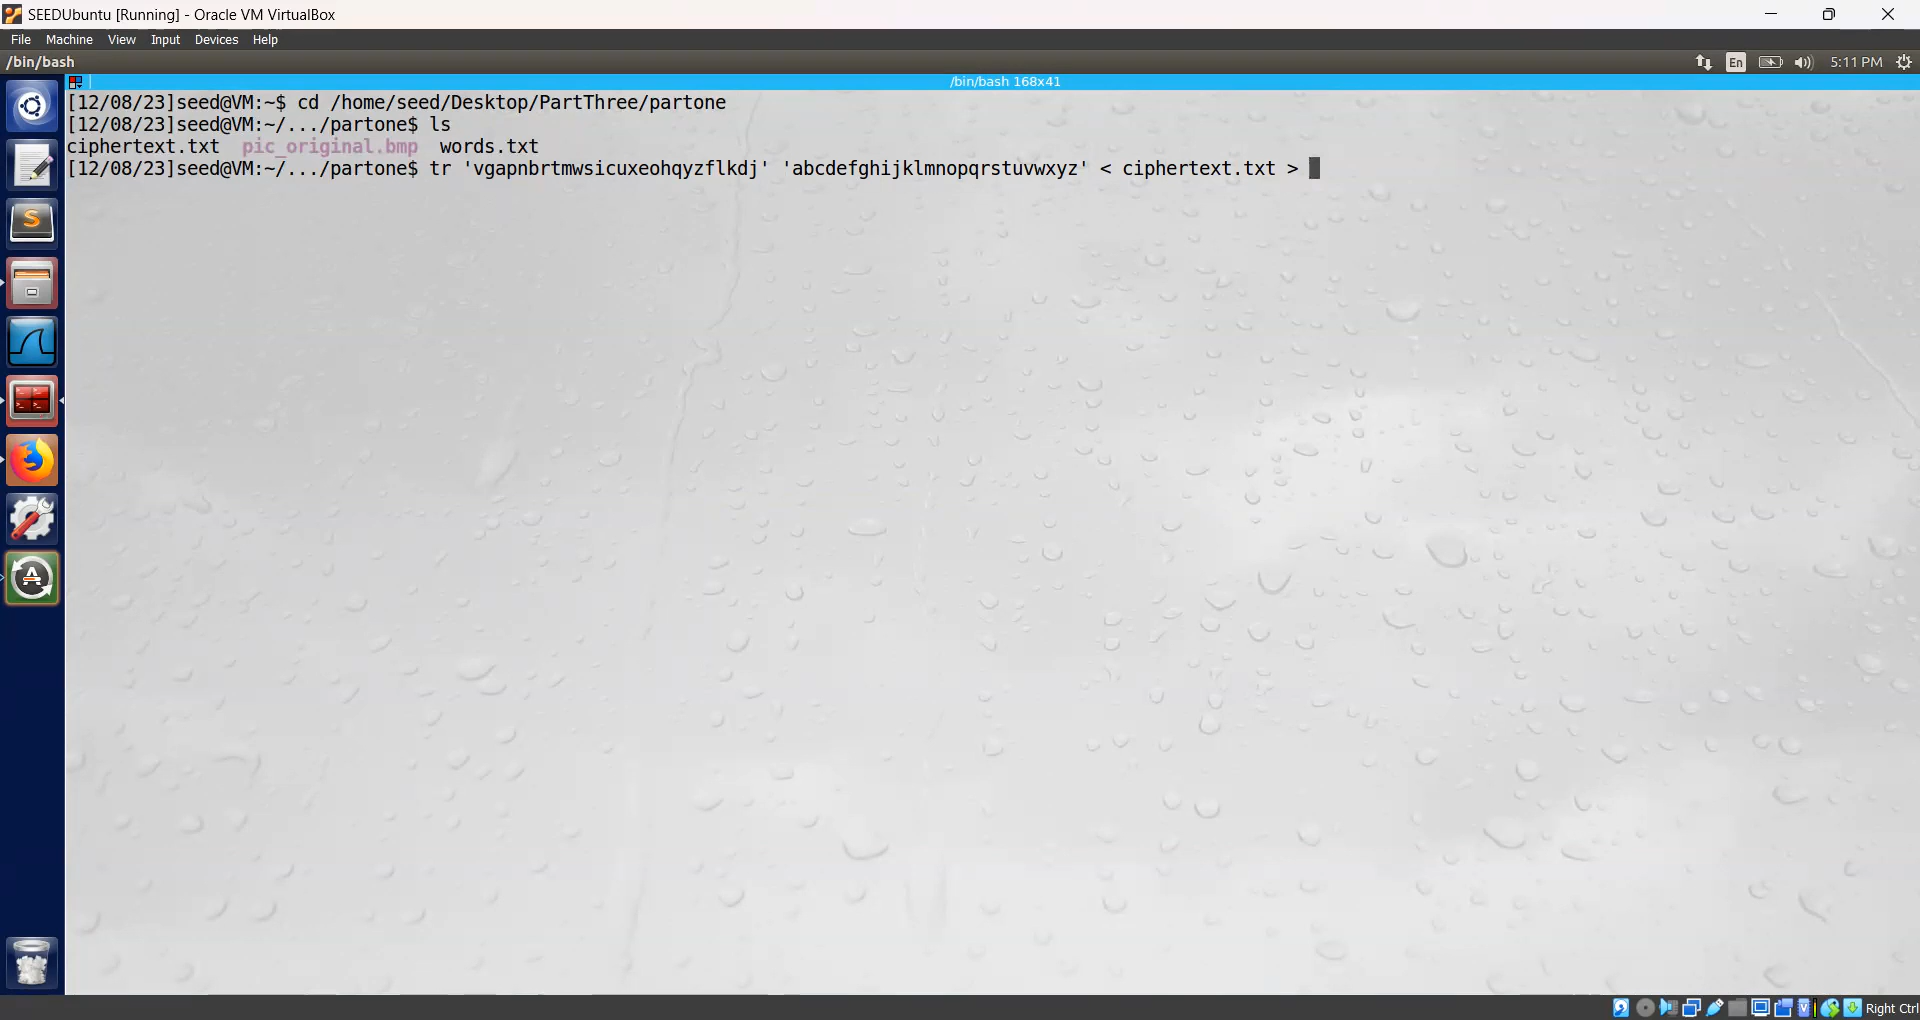 SEEDUbuntu [Running] - Oracle VM VirtualBox
File Machine View Input Devices Help
/bin/bash En 5:11 PM
/bin/bash 168x41
[12/08/23]seed@VM:~$ cd /home/seed/Desktop/PartThree/partone
[12/08/23]seed@VM:~/.../partone$ ls
ciphertext.txt pic_original.bmp words.txt
[12/08/23]seed@VM:~/.../partone$ tr 'vgapnbrtmwsicuxeohqyzflkdj' 'abcdefghijklmnopqrstuvwxyz' < ciphertext.txt >
Right Ctrl